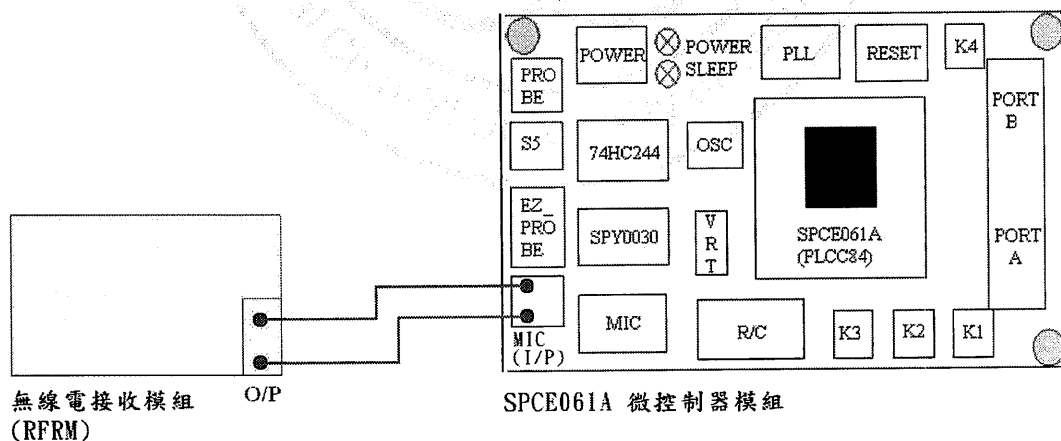 POWER
POWER
SLEEP
PLL
RESET
K4
PRO
BE
PORT
B
S5
74HC244
OSC
EZ_
PRO
BE
SPY0030
V
R
T
SPCE061A
(PLCC84)
PORT
A
MIC
(I/P)
MIC
R/C
K3
K2
K1
O/P
無線電接收模組
(RFRM)
SPCE061A 微控制器模組